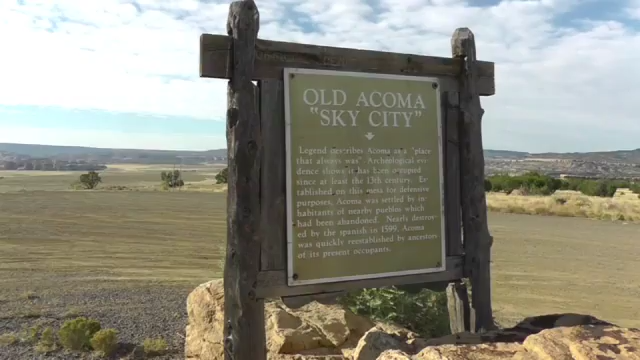 OLD ACOMA
"SKY CITY"
Legend describes Acoma as a "place
that always was". Archeological evi-
dence shows it has been occupied
since at least the 13th century. Es-
tablished on this mesa for defensive
purposes, Acoma was settled by in-
habitants of nearby pueblos which
had been abandoned. Nearly destroy-
ed by the spanish in 1599, Acoma
was quickly reestablished by ancestors
of its present occupants.